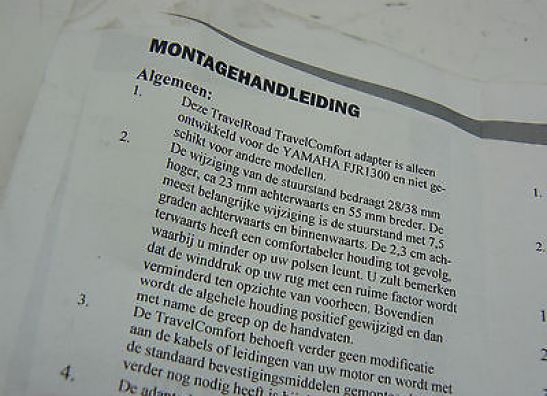 MONTAGEHANDLEIDING
Algemeen:
1. Deze TravelRoad TravelComfort adapter is alleen
ontwikkeld voor de YAMAHA FJR1300 en niet ge-
schikt voor andere modellen.
2. De wijziging van de stuurstand bedraagt 28/38 mm
hoger, ca 23 mm achterwaarts en 55 mm breder. De
meest belangrijke wijziging is de stuurstand met 7,5
graden achterwaarts en binnenwaarts. De 2,3 cm ach-
terwaarts heeft een comfortabeler houding tot gevolg,
waarbij u minder op uw polsen leunt. U zult bemerken
dat de winddruk op uw rug met een ruime factor wordt
verminderd ten opzichte van voorheen. Bovendien
wordt de algehele houding positief gewijzigd en dan
met name de greep op de handvaten.
3. De TravelComfort behoeft verder geen modificatie
aan de kabels of leidingen van uw motor en wordt met
de standaard bevestigingsmiddelen
verder nog nodig heeft is
4. De
1.
2.
1
2